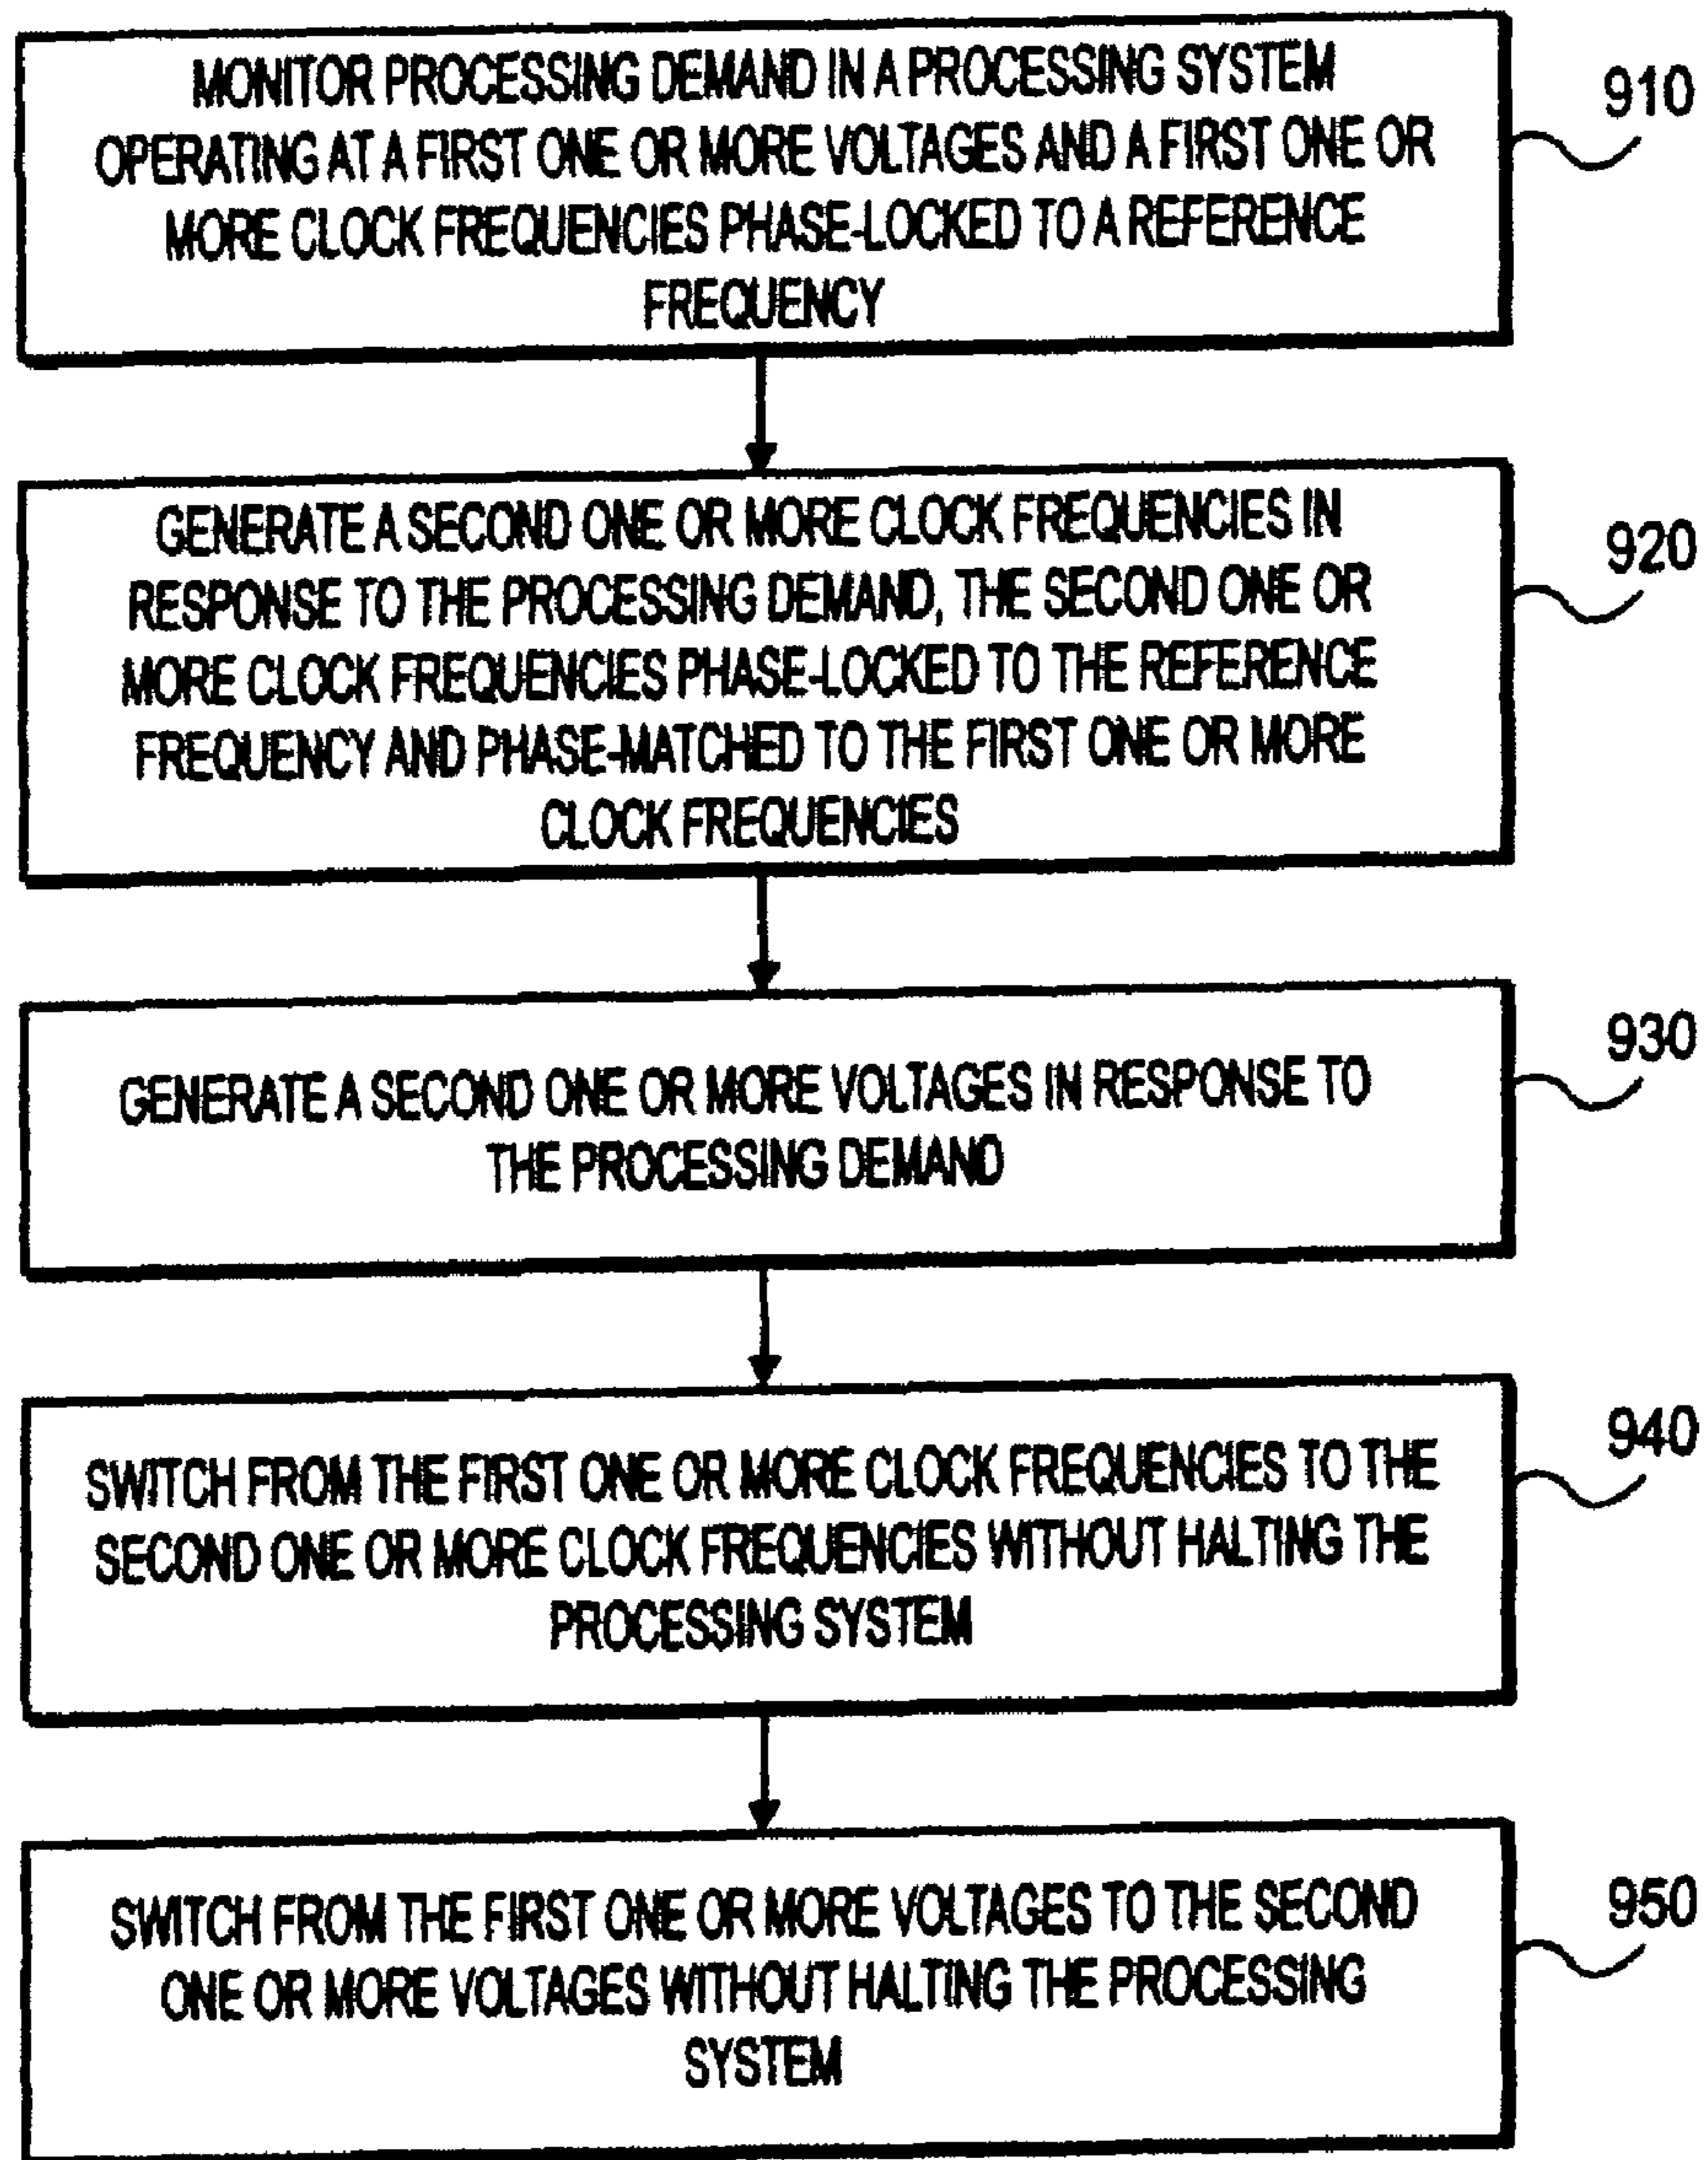 MONITOR PROCESSING DEMAND IN A PROCESSING SYSTEM
OPERATING AT A FIRST ONE OR MORE VOLTAGES AND A FIRST ONE OR
MORE CLOCK FREQUENCIES PHASE-LOCKED TO A REFERENCE
FREQUENCY
910
GENERATE A SECOND ONE OR MORE CLOCK FREQUENCIES IN
RESPONSE TO THE PROCESSING DEMAND, THE SECOND ONE OR
MORE CLOCK FREQUENCIES PHASE-LOCKED TO THE REFERENCE
FREQUENCY AND PHASE-MATCHED TO THE FIRST ONE OR MORE
CLOCK FREQUENCIES
920
GENERATE A SECOND ONE OR MORE VOLTAGES IN RESPONSE TO
THE PROCESSING DEMAND
930
SWITCH FROM THE FIRST ONE OR MORE CLOCK FREQUENCIES TO THE
SECOND ONE OR MORE CLOCK FREQUENCIES WITHOUT HALTING THE
PROCESSING SYSTEM
940
SWITCH FROM THE FIRST ONE OR MORE VOLTAGES TO THE SECOND
ONE OR MORE VOLTAGES WITHOUT HALTING THE PROCESSING
SYSTEM
950